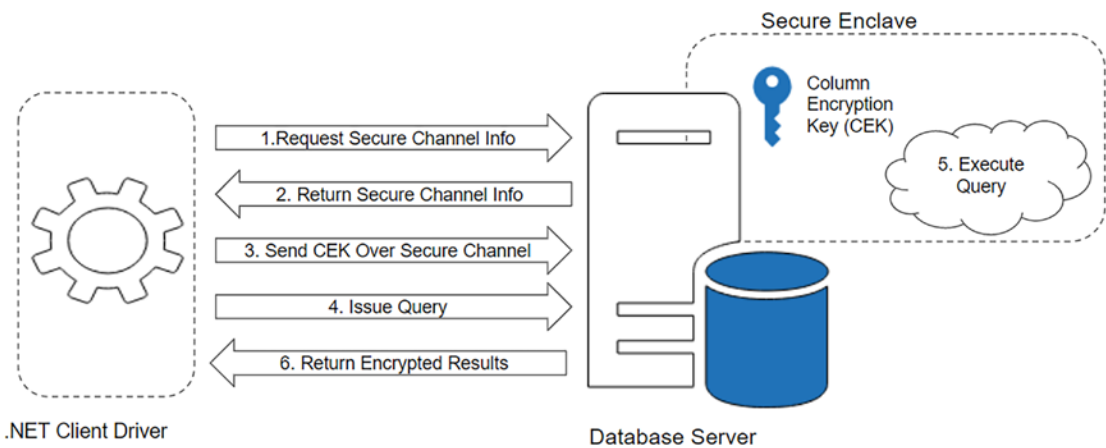 Secure Enclave
Column
Encryption
Key (CEK)
1.Request Secure Channel Info
5. Execute
Query
2. Return Secure Channel Info
3. Send CEK Over Secure Channel
4. Issue Query
6. Return Encrypted Results
.NET Client Driver
Database Server